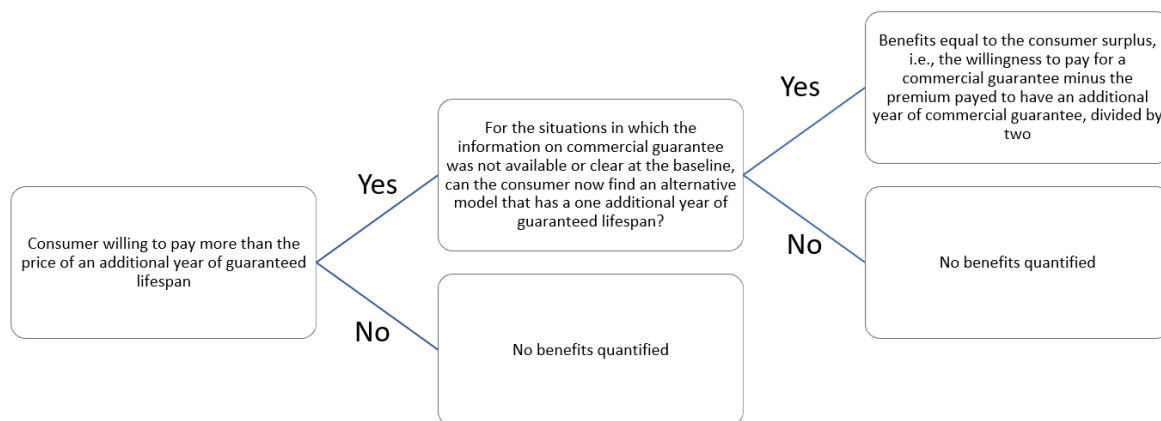 Consumer willing to pay more than the
price of an additional year of guaranteed
lifespan
Yes
No
For the situations in which the
information on commercial guarantee
was not available or clear at the baseline,
can the consumer now find an alternative
model that has a one additional year of
guaranteed lifespan?
No benefits quantified
Yes
No
Benefits equal to the consumer surplus,
i.e., the willingness to pay for a
commercial guarantee minus the
premium payed to have an additional
year of commercial guarantee, divided by
two
No benefits quantified